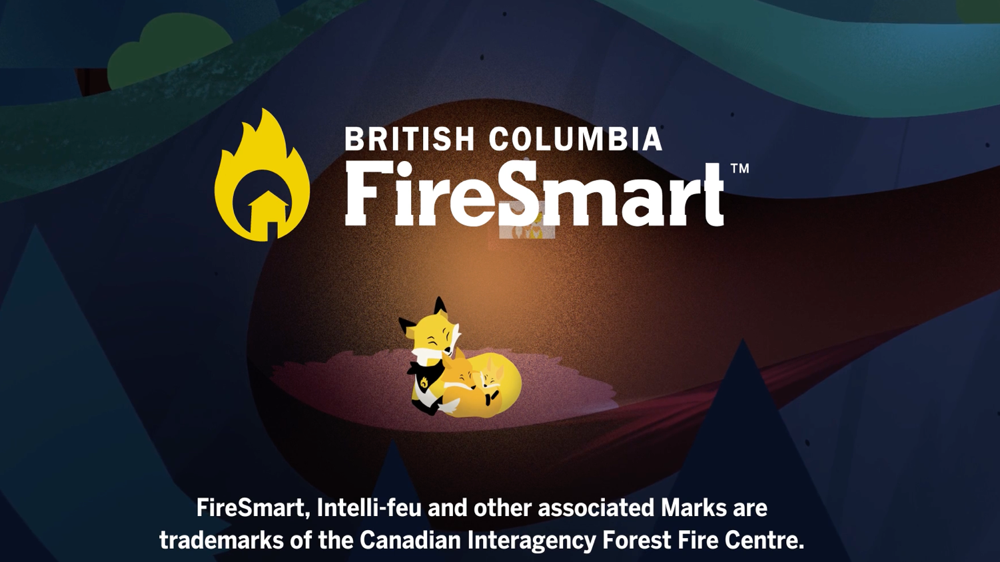 BRITISH COLUMBIA
FireSmart™
FireSmart, Intelli-feu and other associated Marks are
trademarks of the Canadian Interagency Forest Fire Centre.